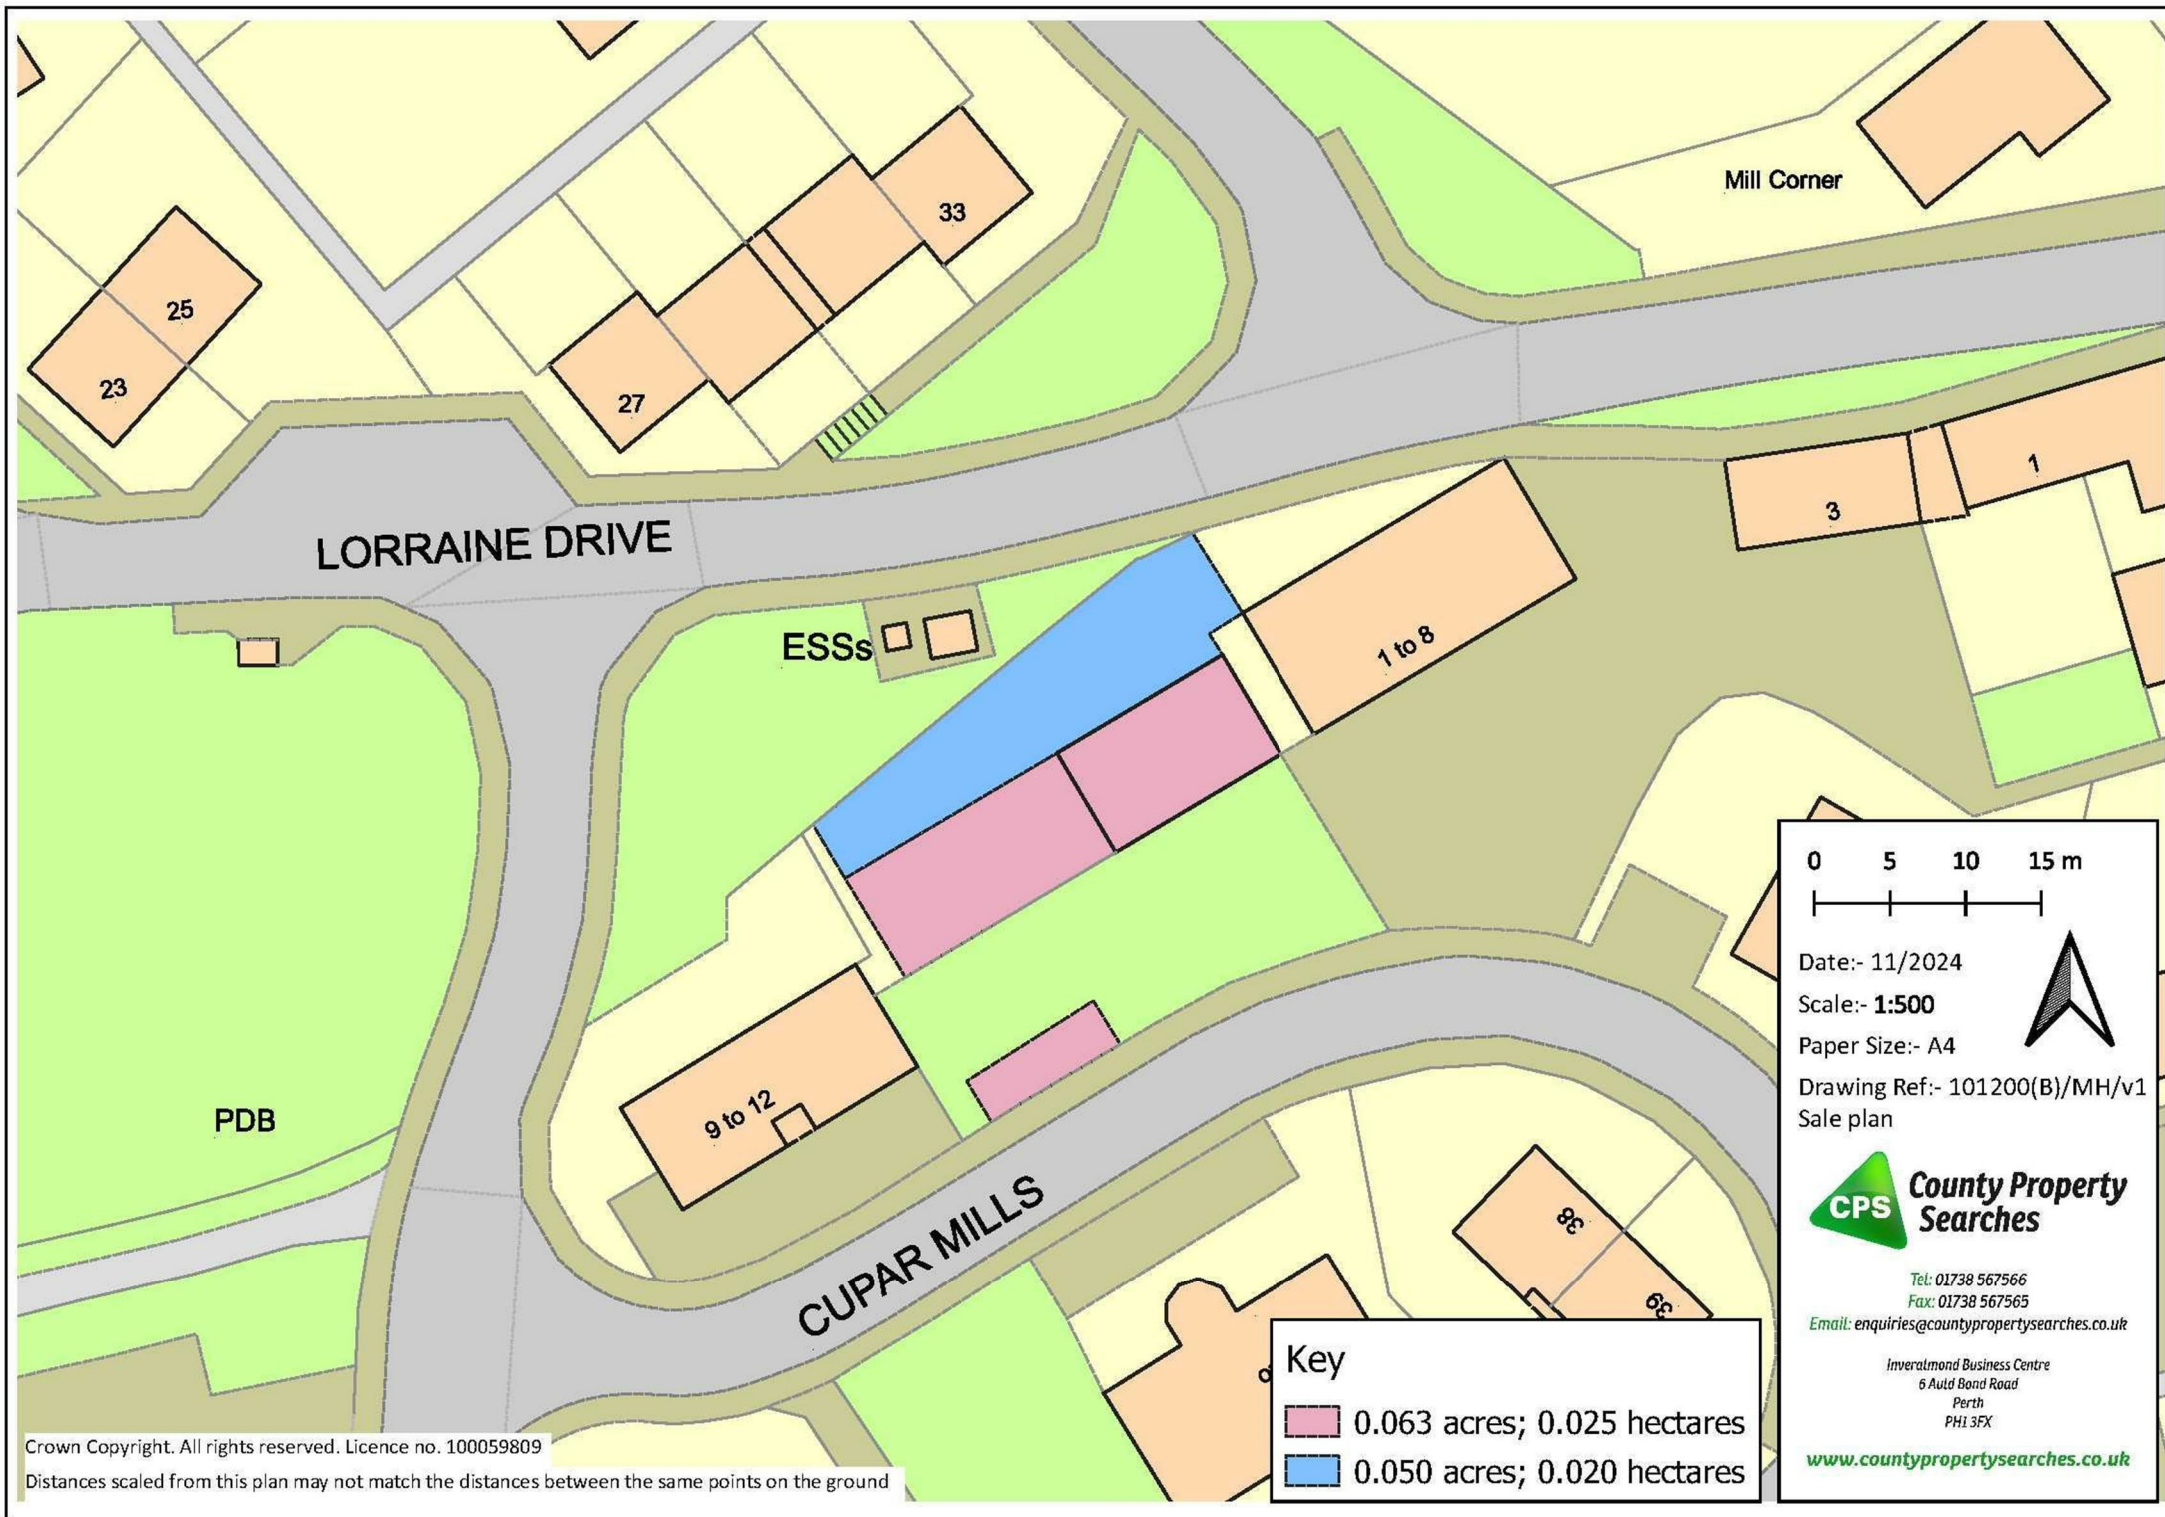 33
Mill Corner
25
23
27
LORRAINE DRIVE
3
1
ESSs
1 to 8
9 to 12
PDB
CUPAR MILLS
38
39
0 5 10 15 m
Date:- 11/2024
Scale:- 1:500
Paper Size:- A4
Drawing Ref:- 101200(B)/MH/v1
Sale plan
CPS
County Property
Searches
Tel: 01738 567566
Fax: 01738 567565
Email: enquiries@countypropertysearches.co.uk
Inveralmond Business Centre
6 Auld Bond Road
Perth
PH1 3FX
www.countypropertysearches.co.uk
Key
0.063 acres; 0.025 hectares
0.050 acres; 0.020 hectares
Crown Copyright. All rights reserved. Licence no. 100059809
Distances scaled from this plan may not match the distances between the same points on the ground